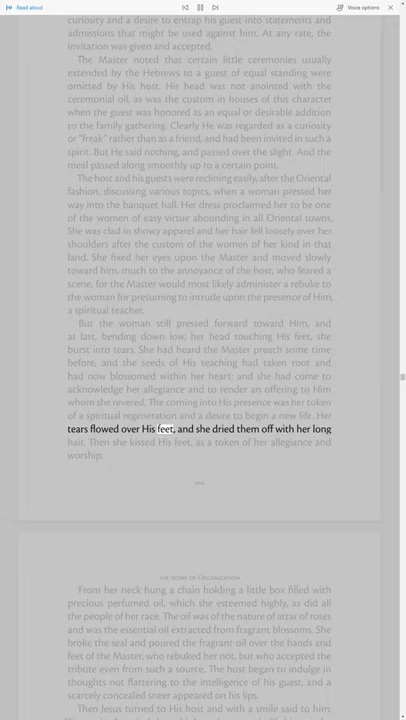 Read aloud
Voice options
curiosity and a desire to entrap his guest into statements and
admissions that might be used against him. At any rate, the
invitation was given and accepted.
The Master noted that certain little ceremonies usually
extended by the Hebrews to a guest of equal standing were
omitted by His host. His head was not anointed with the
ceremonial oil, as was the custom in houses of this character
when the guest was honored as an equal or desirable addition
to the family gathering. Clearly He was regarded as a curiosity
or “freak” rather than as a friend, and had been invited in such a
spirit. But He said nothing, and passed over the slight. And the
meal passed along smoothly up to a certain point.
The host and his guests were reclining easily, after the Oriental
fashion, discussing various topics, when a woman pressed her
way into the banquet hall. Her dress proclaimed her to be one
of the women of easy virtue abounding in all Oriental towns.
She was clad in showy apparel and her hair fell loosely over her
shoulders after the custom of the women of her kind in that
land. She fixed her eyes upon the Master and moved slowly
toward him, much to the annoyance of the host, who feared a
scene, for the Master would most likely administer a rebuke to
the woman for presuming to intrude upon the presence of Him,
a spiritual teacher.
But the woman still pressed forward toward Him, and
at last, bending down low, her head touching His feet, she
burst into tears. She had heard the Master preach some time
before, and the seeds of His teaching had taken root and
had now blossomed within her heart; and she had come to
acknowledge her allegiance and to render an offering to Him
whom she revered. The coming into His presence was her token
of a spiritual regeneration and a desire to begin a new life. Her
tears flowed over His feet, and she dried them off with her long
hair. Then she kissed His feet, as a token of her allegiance and
worship.
The Work of Organization
From her neck hung a chain holding a little box filled with
precious perfumed oil, which she esteemed highly, as did all
the people of her race. The oil was of the nature of attar of roses
and was the essential oil extracted from fragrant blossoms. She
broke the seal and poured the fragrant oil over the hands and
feet of the Master, who rebuked her not, but who accepted the
tribute even from such a source. The host began to indulge in
thoughts not flattering to the intelligence of his guest, and a
scarcely concealed sneer appeared on his lips.
Then Jesus turned to His host and with a smile said to him: